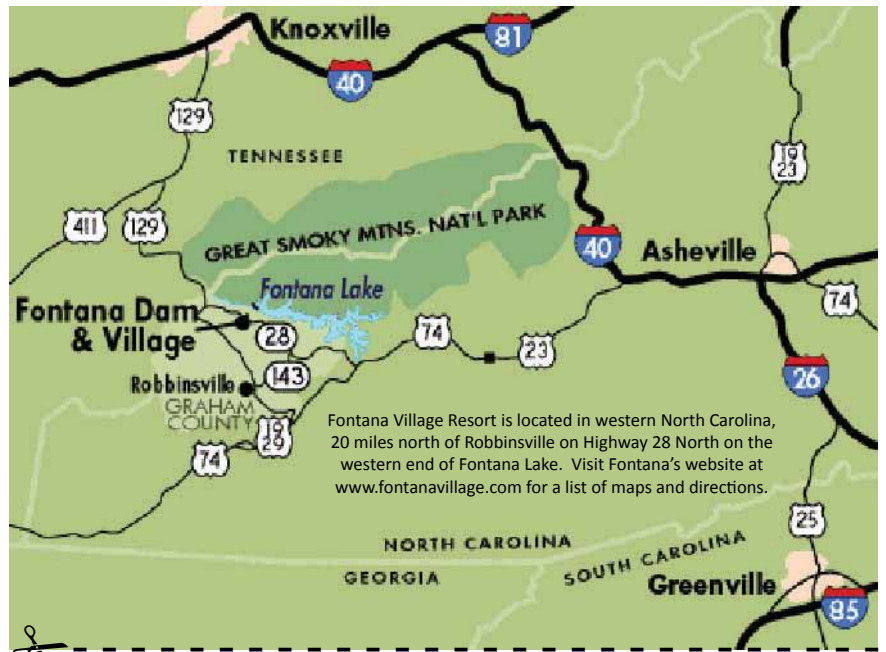 Knoxville
81
40
129
TENNESSEE
19
23
411
129
GREAT SMOKY MTNS. NAT'L PARK
40
Asheville
Fontana Lake
74
Fontana Dam
& Village
28
74
23
26
Robbinsville
143
GRAHAM
COUNTY
19
29
74
Fontana Village Resort is located in western North Carolina,
20 miles north of Robbinsville on Highway 28 North on the
western end of Fontana Lake.  Visit Fontana's website at
www.fontanavillage.com for a list of maps and directions.
25
NORTH CAROLINA
SOUTH CAROLINA
GEORGIA
Greenville
85